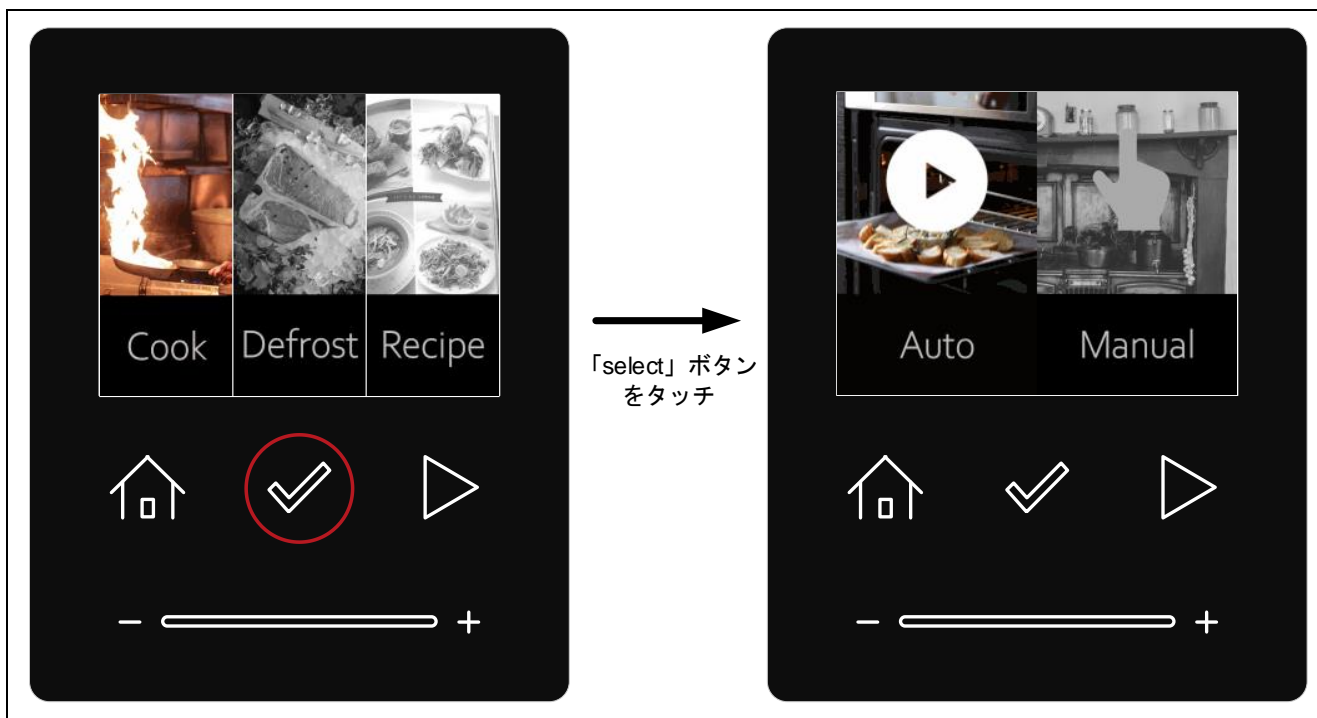 Cook Defrost Recipe
「select」ボタン
をタッチ
Auto Manual
− +
− +